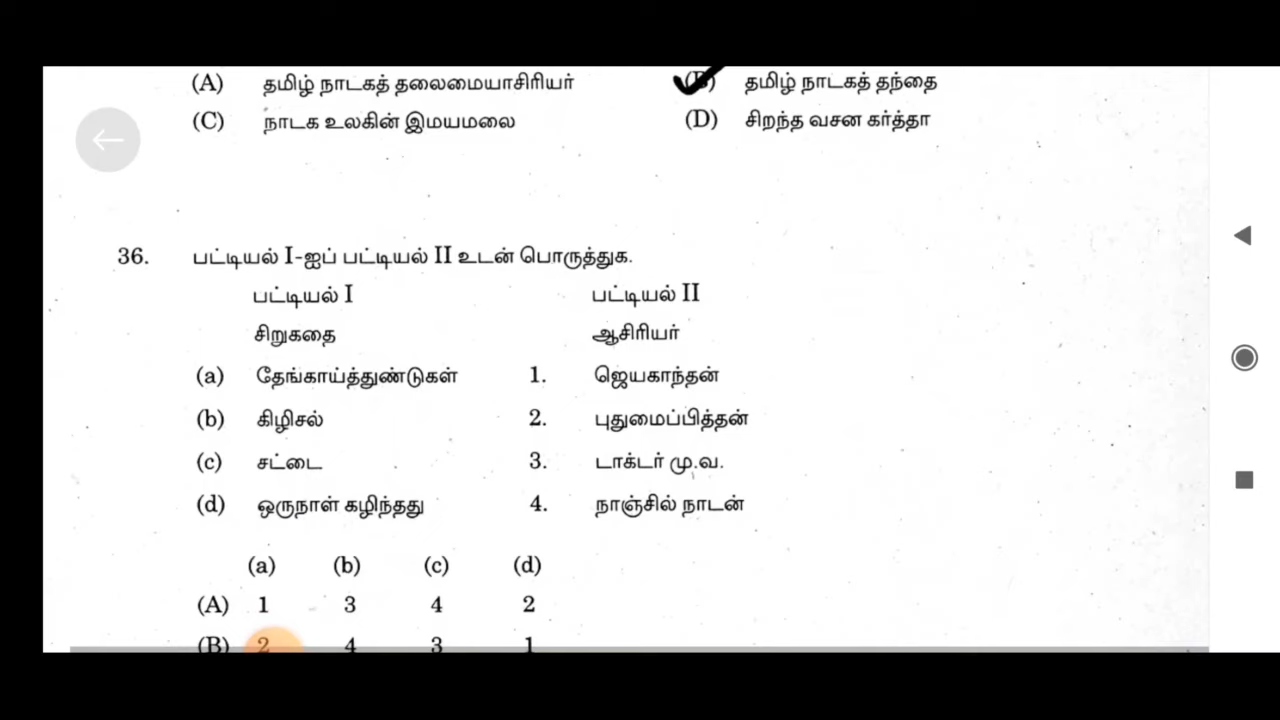 (A) தமிழ் நாடகத் தலைமையாசிரியர் (B) தமிழ் நாடகத் தந்தை
(C) நாடக உலகின் இமயமலை (D) சிறந்த வசன கர்த்தா
36. பட்டியல் I-ஐப் பட்டியல் II உடன் பொருத்துக.
பட்டியல் I பட்டியல் II
சிறுகதை ஆசிரியர்
(a) தேங்காய்த்துண்டுகள் 1. ஜெயகாந்தன்
(b) கிழிசல் 2. புதுமைப்பித்தன்
(c) சட்டை 3. டாக்டர் மு.வ.
(d) ஒருநாள் கழிந்தது 4. நாஞ்சில் நாடன்
(a) (b) (c) (d)
(A) 1 3 4 2
(B) 2 4 3 1